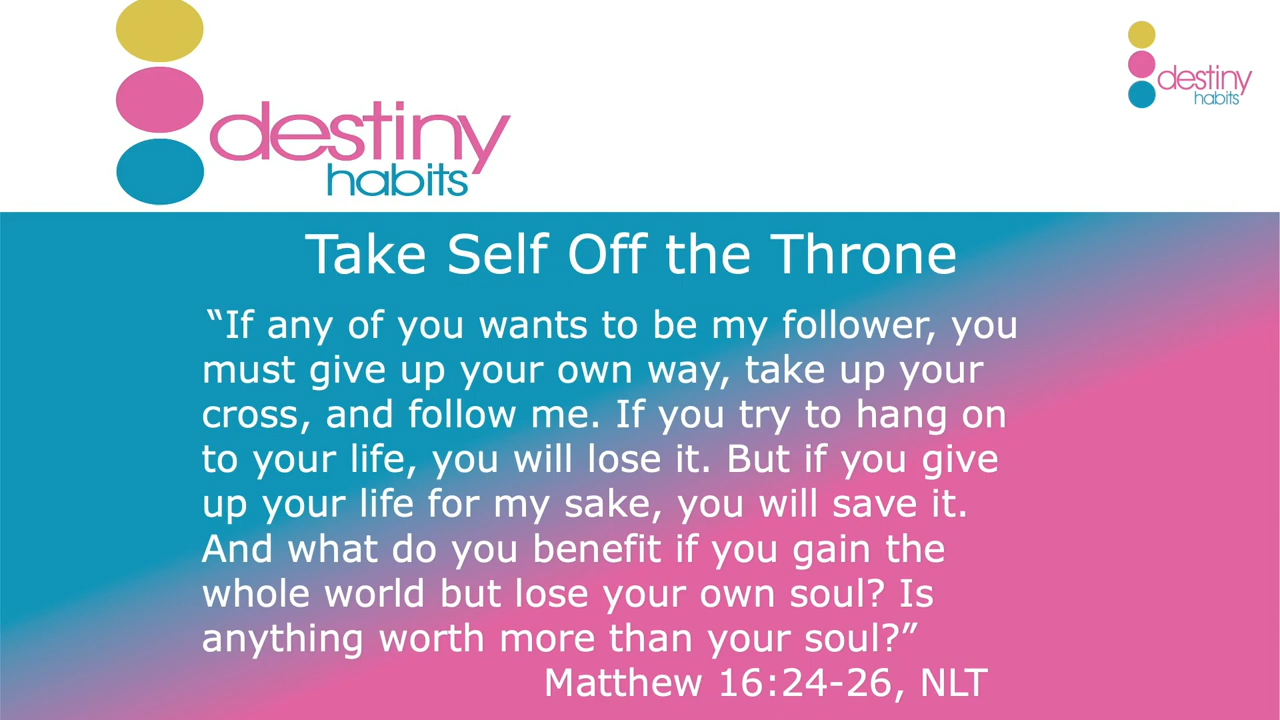 destiny
habits
destiny
habits
Take Self Off the Throne
“If any of you wants to be my follower, you
must give up your own way, take up your
cross, and follow me. If you try to hang on
to your life, you will lose it. But if you give
up your life for my sake, you will save it.
And what do you benefit if you gain the
whole world but lose your own soul? Is
anything worth more than your soul?”
Matthew 16:24-26, NLT